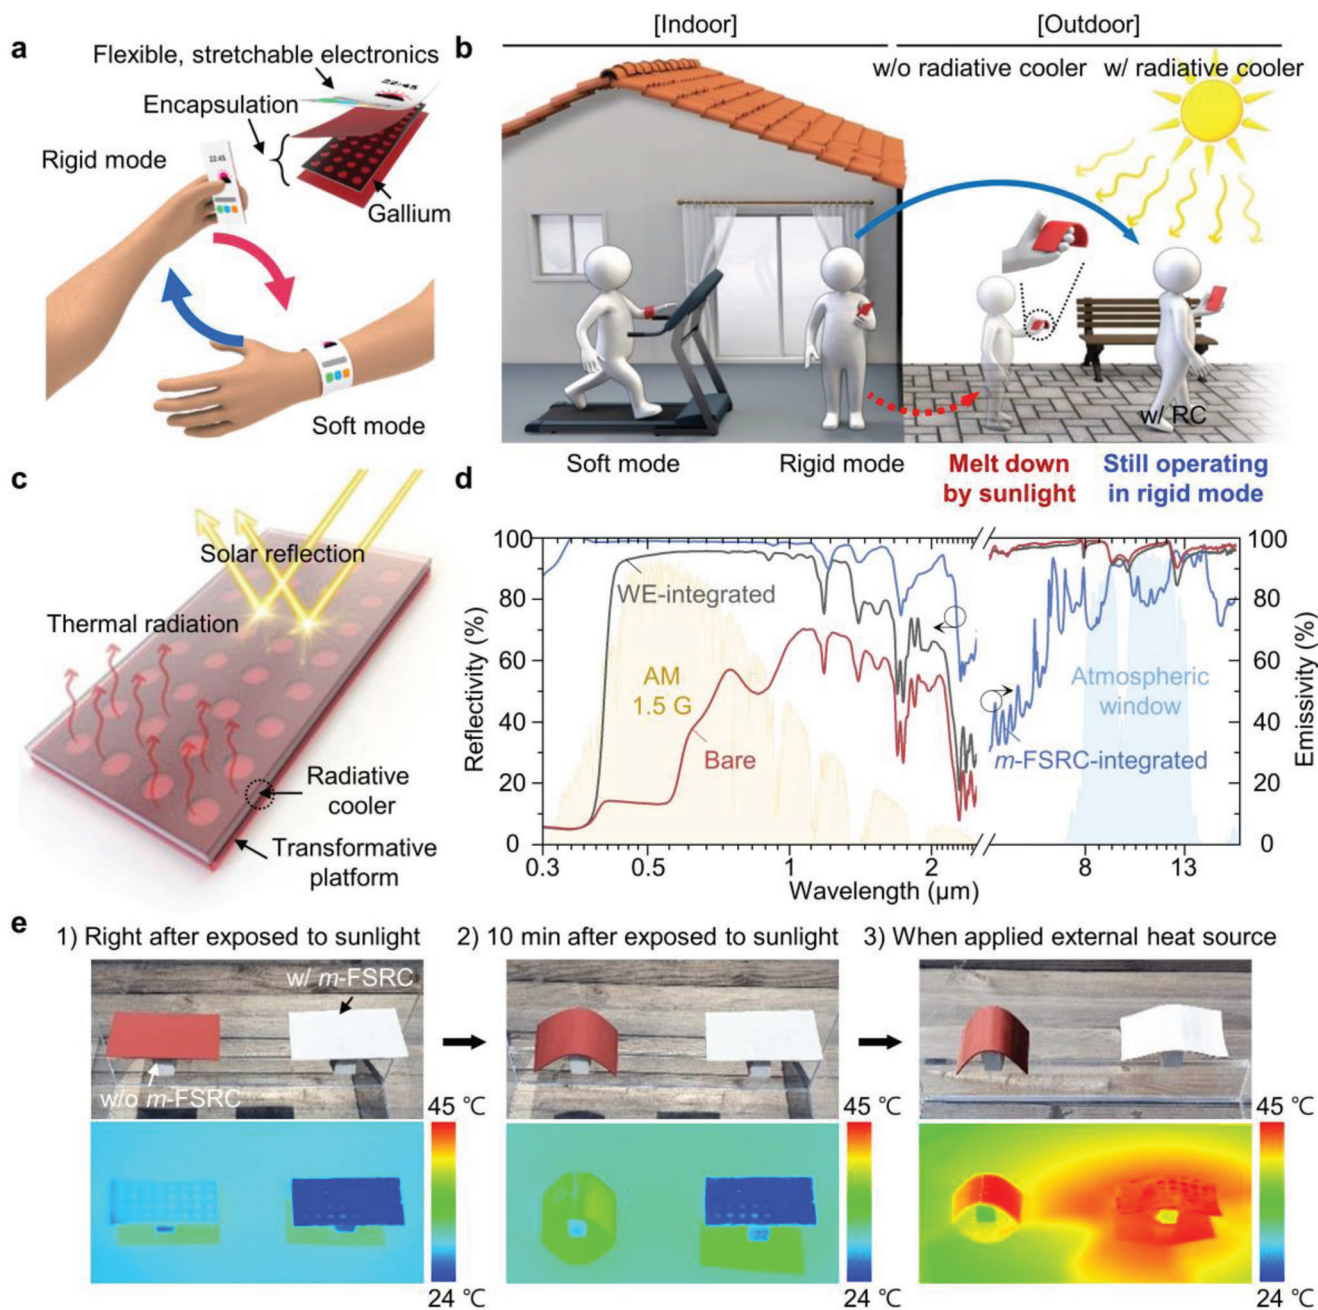 a
Flexible, stretchable electronics
Encapsulation
Rigid mode
22:45
22:45
Gallium
Soft mode
b
[Indoor]
[Outdoor]
w/o radiative cooler
w/ radiative cooler
w/ RC
Soft mode
Rigid mode
Melt down
by sunlight
Still operating
in rigid mode
c
Solar reflection
Thermal radiation
Radiative
cooler
Transformative
platform
d
100
80
60
40
20
0
Reflectivity (%)
WE-integrated
AM
1.5 G
Bare
Atmospheric
window
m-FSRC-integrated
100
80
60
40
20
0
Emissivity (%)
0.3
0.5
1
2
8
13
Wavelength (μm)
e
1) Right after exposed to sunlight
2) 10 min after exposed to sunlight
3) When applied external heat source
w/ m-FSRC
w/o m-FSRC
45 °C
24 °C
45 °C
24 °C
45 °C
24 °C